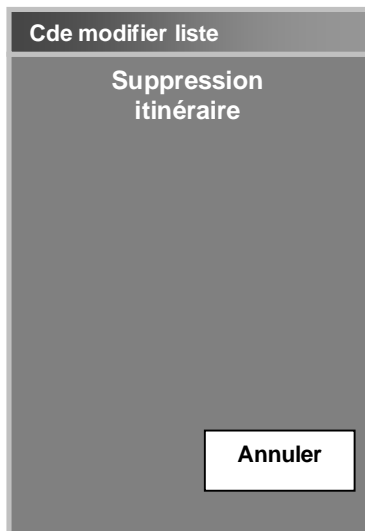 Cde modifier liste
Suppression
itinéraire
Annuler